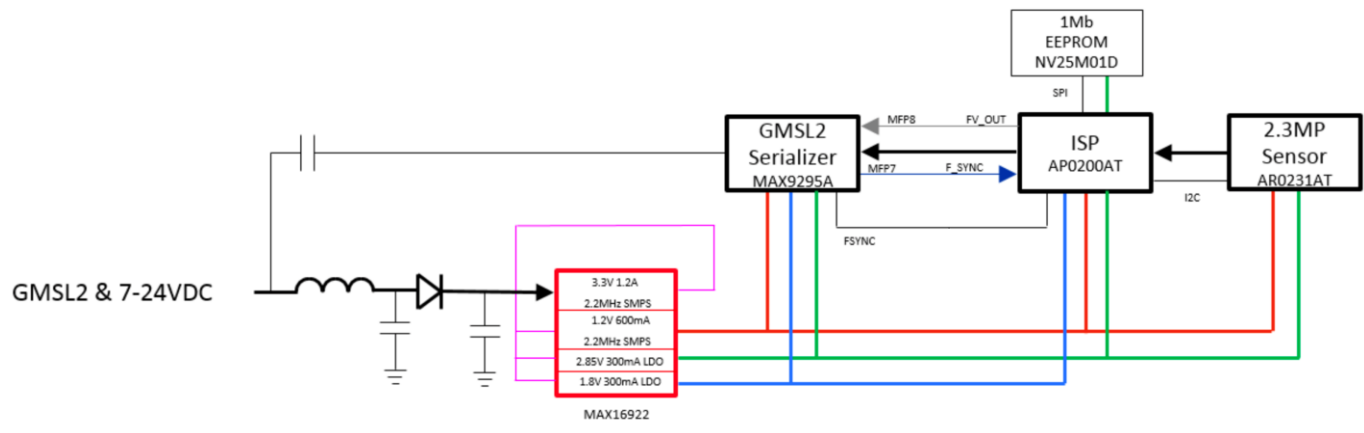 1Mb
EEPROM
NV25M01D
SPI
GMSL2
Serializer
MAX9295A
MFP8
FV_OUT
MFP7
F_SYNC
ISP
AP0200AT
2.3MP
Sensor
AR0231AT
I2C
FSYNC
GMSL2 & 7-24VDC
3.3V 1.2A
2.2MHz SMPS
1.2V 600mA
2.2MHz SMPS
2.85V 300mA LDO
1.8V 300mA LDO
MAX16922